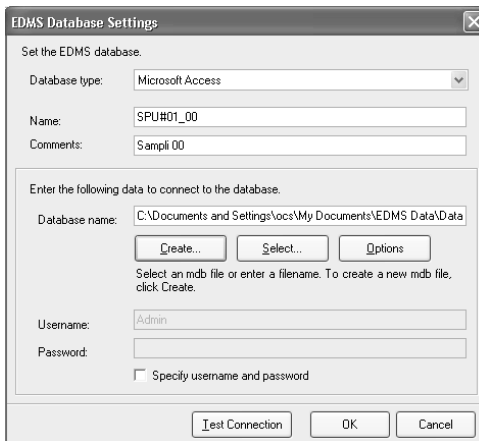 EDMS Database Settings
Set the EDMS database.
Database type: Microsoft Access
Name: SPU#01_00
Comments: Sampli 00
Enter the following data to connect to the database.
Database name: C:\Documents and Settings\ocs\My Documents\EDMS Data\Data
Create... Select... Options
Select an mdb file or enter a filename. To create a new mdb file,
click Create.
Username: Admin
Password:
Specify username and password
Test Connection OK Cancel